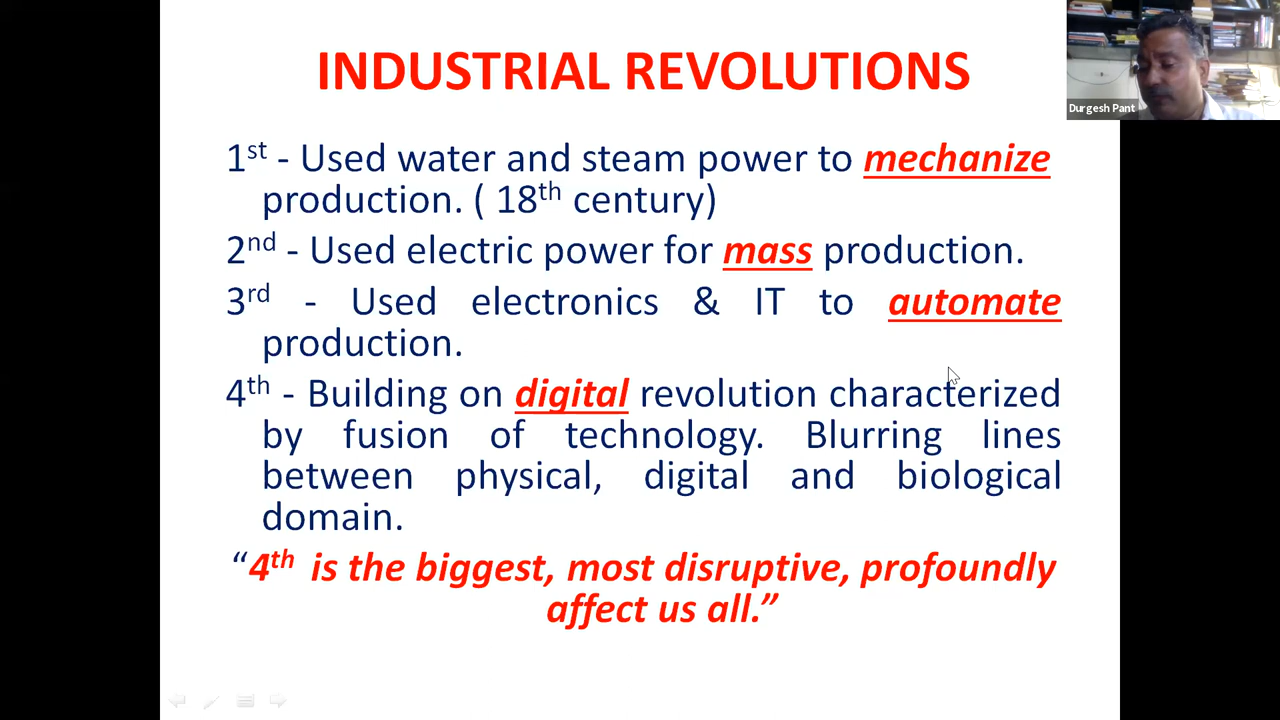 INDUSTRIAL REVOLUTIONS
Durgesh Pant
1st - Used water and steam power to mechanize
production. ( 18th century)
2nd - Used electric power for mass production.
3rd - Used electronics & IT to automate
production.
4th - Building on digital revolution characterized
by fusion of technology. Blurring lines
between physical, digital and biological
domain.
“4th is the biggest, most disruptive, profoundly
affect us all.”